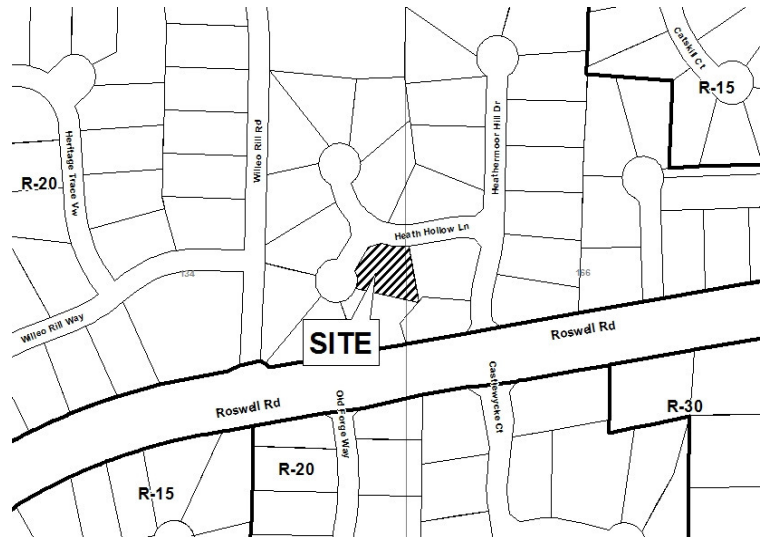 Catskill Ct
R-15
Heritage Trace Vw
Willeo Rill Rd
Heathermoor Hill Dr
R-20
Heath Hollow Ln
134
166
Willeo Rill Way
SITE
Roswell Rd
Roswell Rd
Old Forge Way
Castlewycke Ct
R-30
R-20
R-15